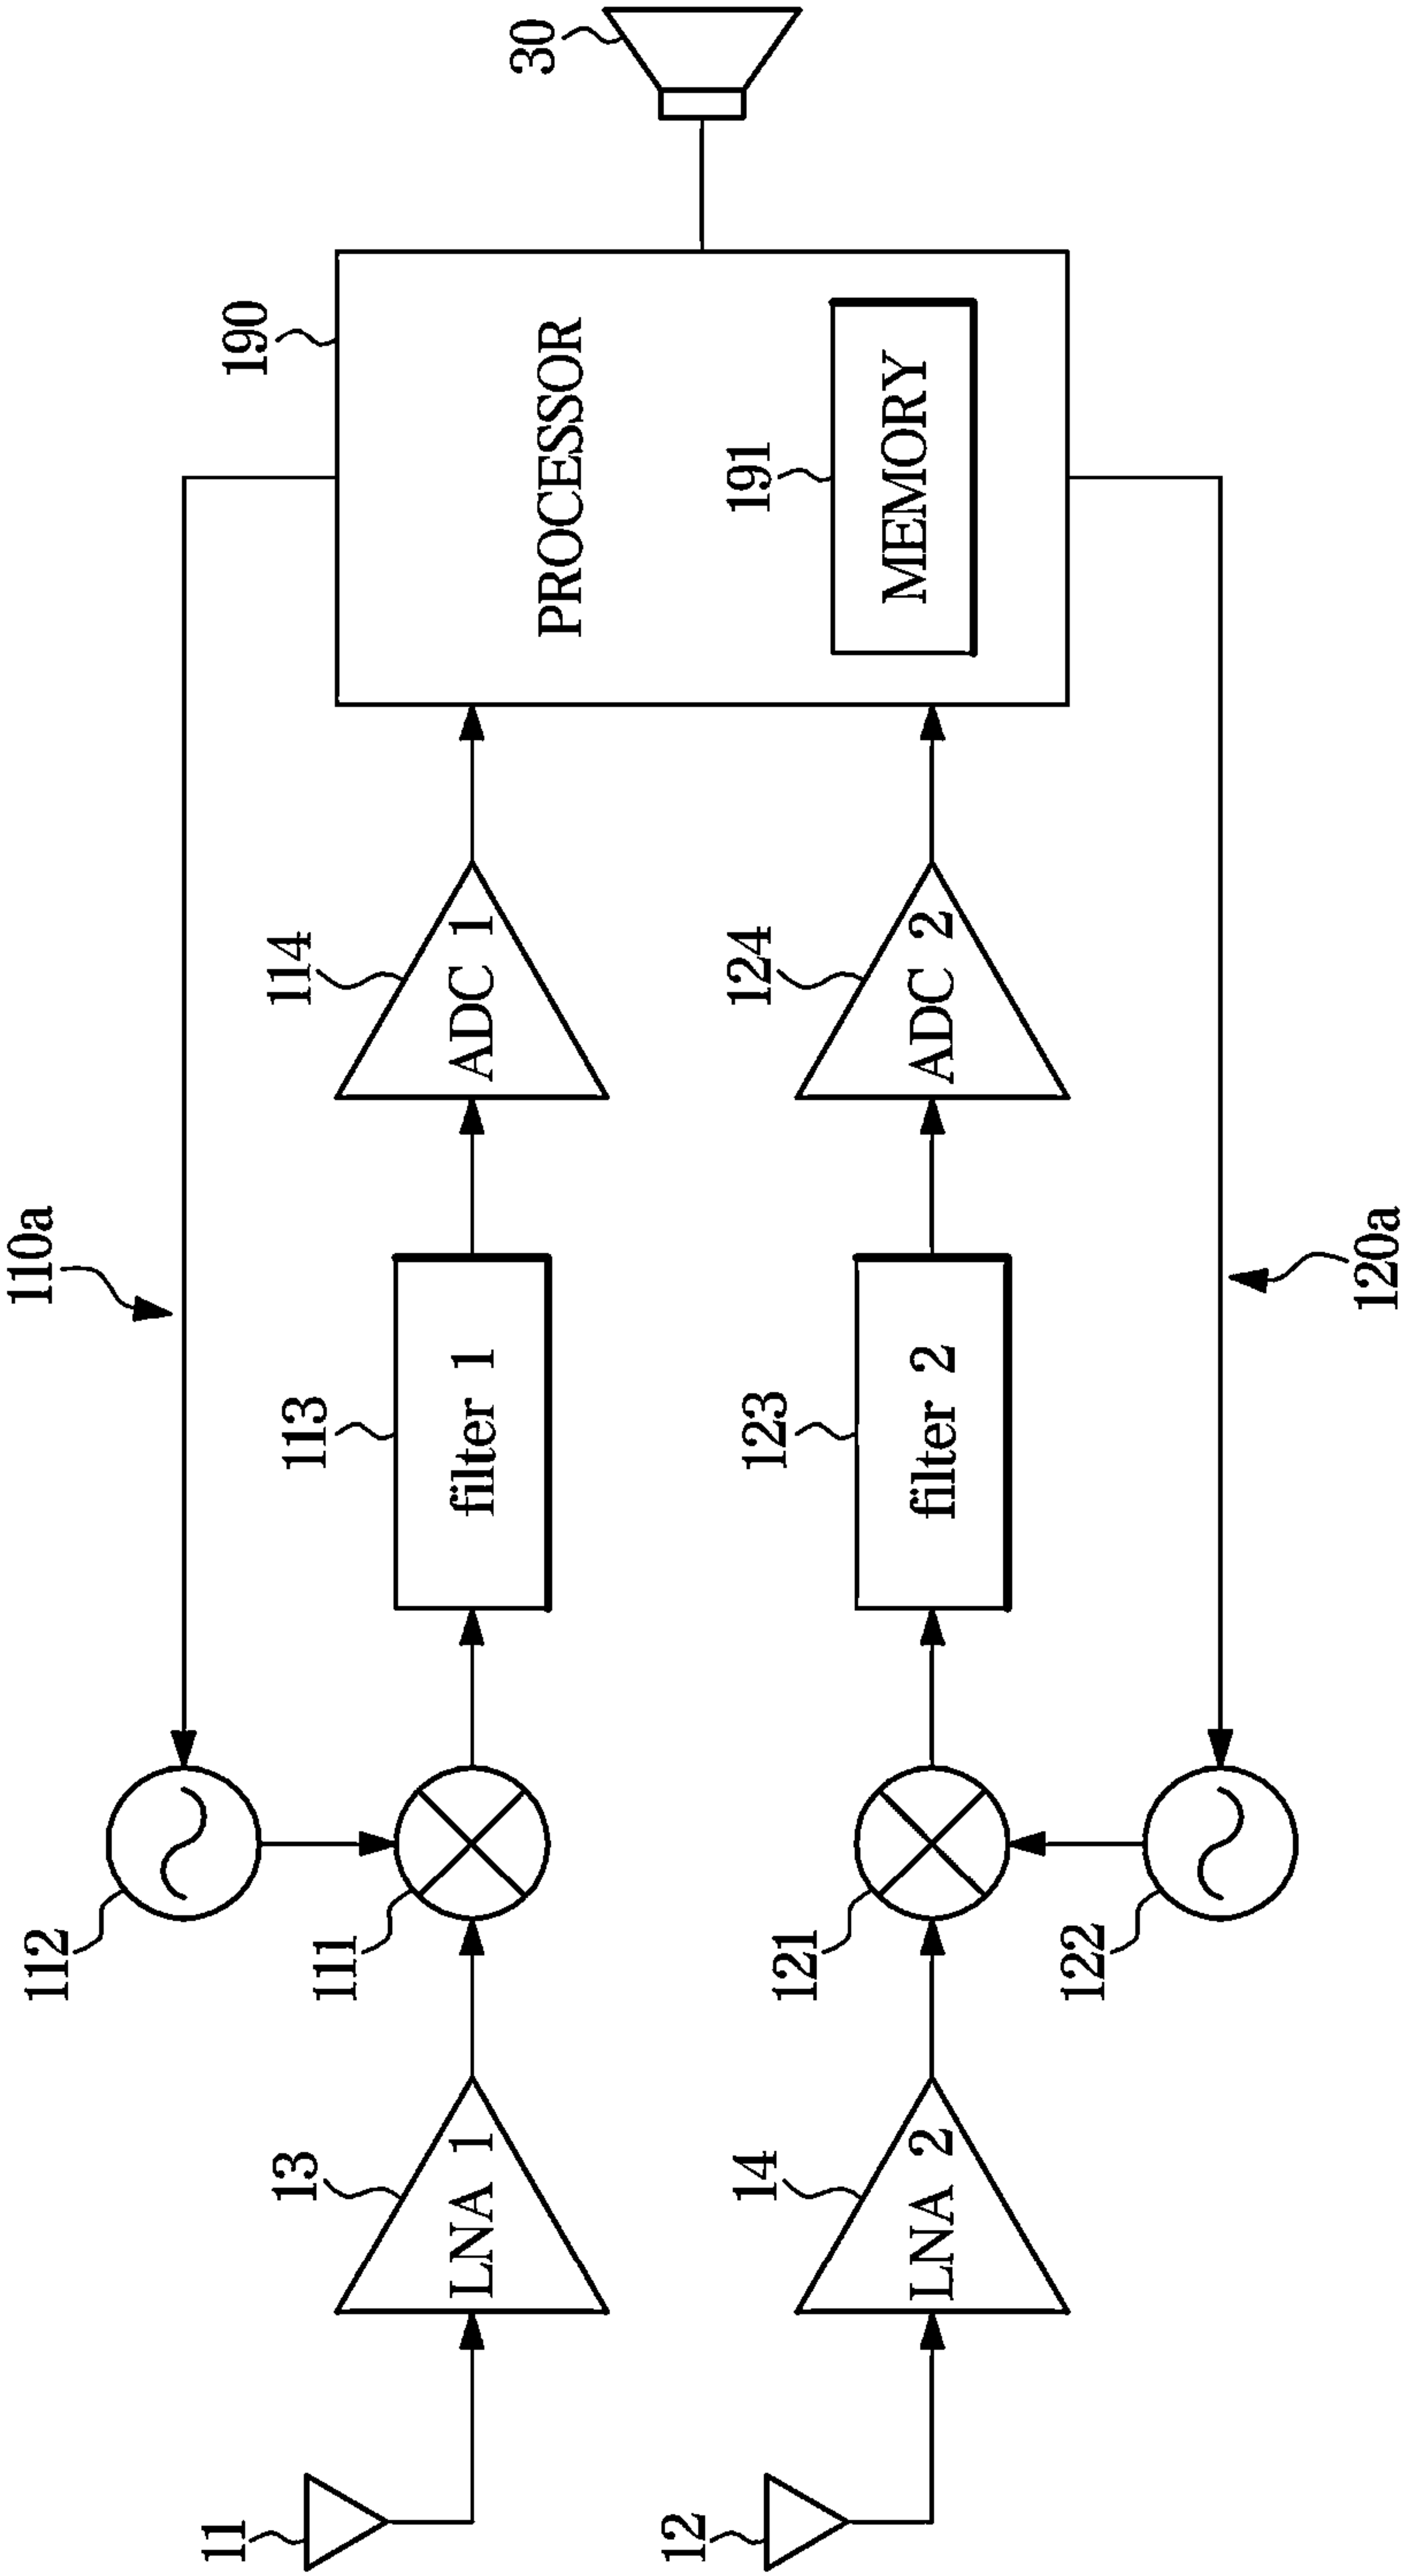 110a
112
190
30
11
13
LNA 1
111
113
filter 1
114
ADC 1
PROCESSOR
12
14
LNA 2
121
123
filter 2
124
ADC 2
191
MEMORY
122
120a